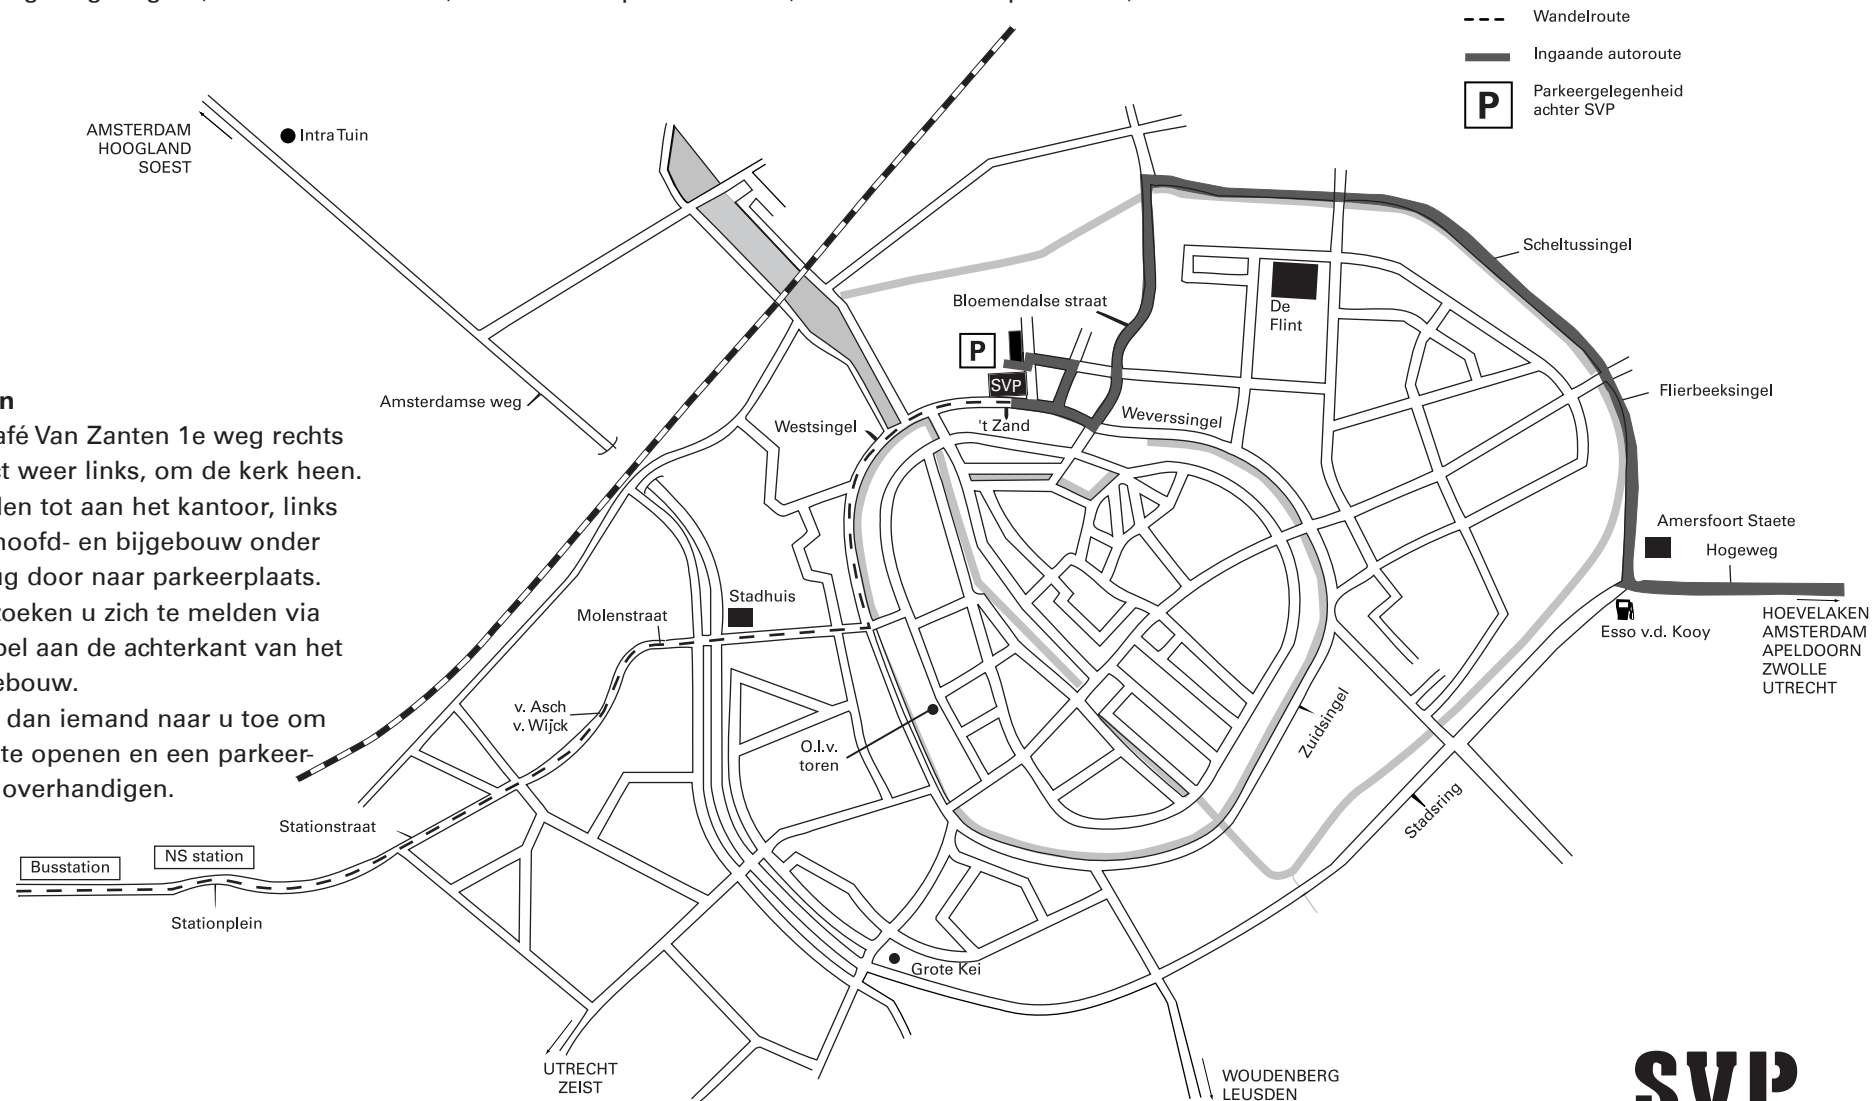 Wandelroute
Ingaande autoroute
P
Parkeergelegenheid
achter SVP
AMSTERDAM
HOOGLAND
SOEST
Intra Tuin
Scheltussingel
Bloemendalse straat
De
Flint
P
SVP
Amsterdamse weg
Westsingel
't Zand
Weverssingel
Flierbeeksingel
afé Van Zanten 1e weg rechts
ct weer links, om de kerk heen.
den tot aan het kantoor, links
hoofd- en bijgebouw onder
ug door naar parkeerplaats.
zoeken u zich te melden via
bel aan de achterkant van het
ebouw.
dan iemand naar u toe om
te openen en een parkeer-
overhandigen.
Amersfoort Staete
Hogeweg
Stadhuis
Molenstraat
Esso v.d. Kooy
HOEVELAKEN
AMSTERDAM
APELDOORN
ZWOLLE
UTRECHT
v. Asch
v. Wijck
O.l.v.
toren
Zuidsingel
Stadsring
Stationstraat
Busstation
NS station
Stationplein
Grote Kei
UTRECHT
ZEIST
WOUDENBERG
LEUSDEN
SVP